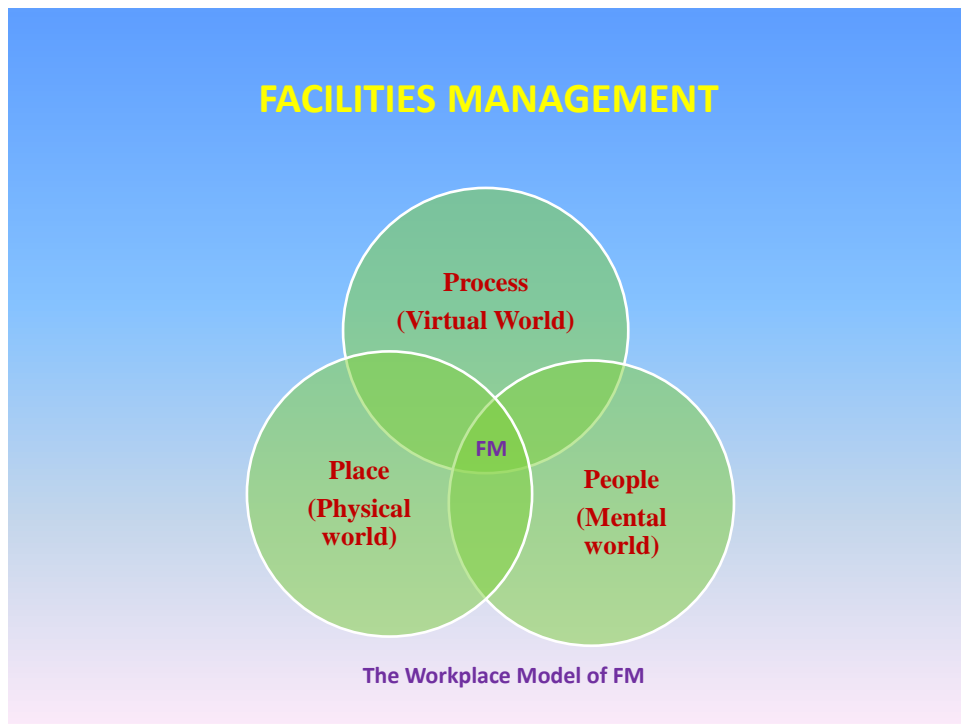 FACILITIES MANAGEMENT
Process
(Virtual World)
FM
Place
(Physical
world)
People
(Mental
world)
The Workplace Model of FM